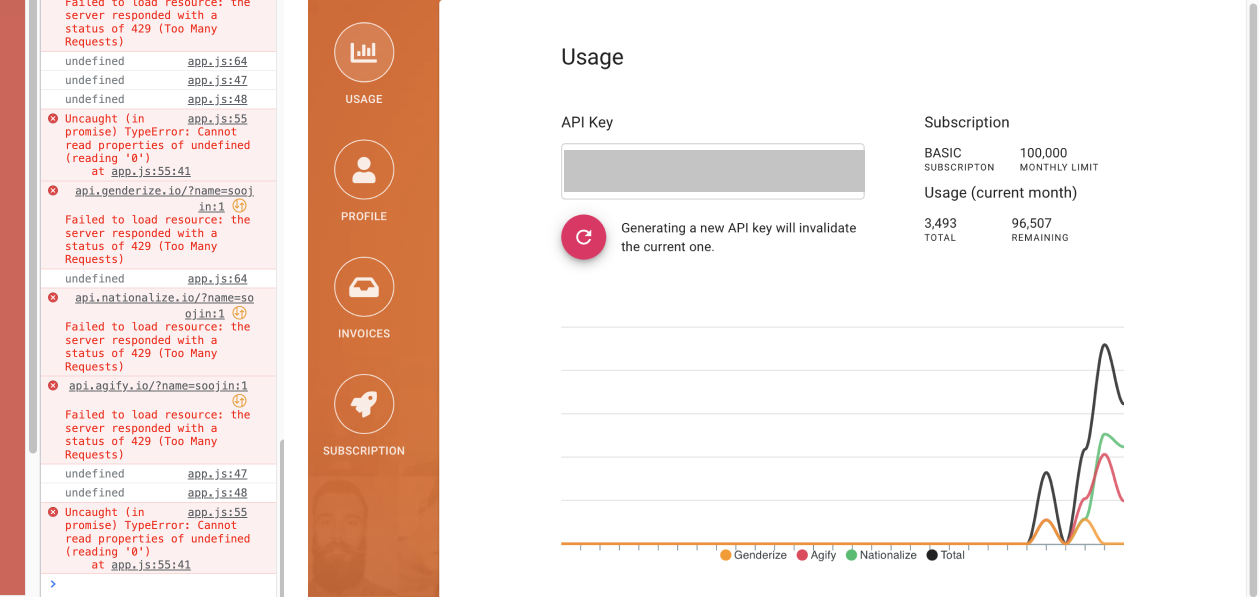 Failed to load resource: the
server responded with a
status of 429 (Too Many
Requests)
undefined app.js:64
undefined app.js:47
undefined app.js:48
Uncaught (in app.js:55
promise) TypeError: Cannot
read properties of undefined
(reading '0')
at app.js:55:41
api.genderize.io/?name=sooj
in:1
Failed to load resource: the
server responded with a
status of 429 (Too Many
Requests)
undefined app.js:64
api.nationalize.io/?name=so
ojin:1
Failed to load resource: the
server responded with a
status of 429 (Too Many
Requests)
api.agify.io/?name=soojin:1
Failed to load resource: the
server responded with a
status of 429 (Too Many
Requests)
undefined app.js:47
undefined app.js:48
Uncaught (in app.js:55
promise) TypeError: Cannot
read properties of undefined
(reading '0')
at app.js:55:41
USAGE
PROFILE
INVOICES
SUBSCRIPTION
Usage
API Key
Generating a new API key will invalidate
the current one.
Subscription
BASIC 100,000
SUBSCRIPTON MONTHLY LIMIT
Usage (current month)
3,493 96,507
TOTAL REMAINING
Genderize Agify Nationalize Total